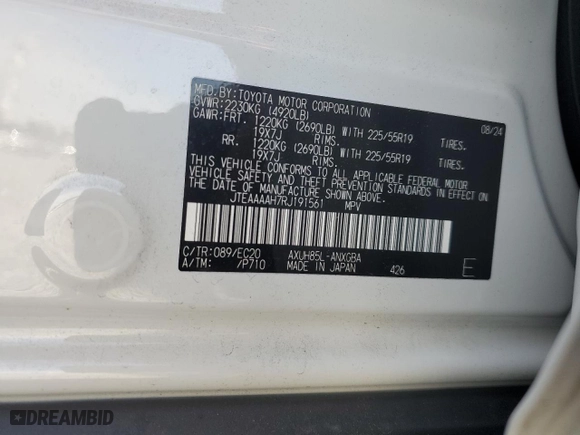 MFD.BY:TOYOTA MOTOR CORPORATION 08/24
GVWR:2230KG (4920LB)
GAWR:FRT. 1220KG (2690LB) WITH 225/55R19 TIRES.
19X7J RIMS.
RR. 1220KG (2690LB) WITH 225/55R19 TIRES.
19X7J RIMS.
THIS VEHICLE CONFORMS TO ALL APPLICABLE FEDERAL MOTOR
VEHICLE SAFETY AND THEFT PREVENTION STANDARDS IN EFFECT ON
THE DATE OF MANUFACTURE SHOWN ABOVE.
JTEAAAAH7RJ191561 MPV
C/TR:089/EC20 AXUH85L-ANXGBA
A/TM: /P710 MADE IN JAPAN 426 E
DREAMBID